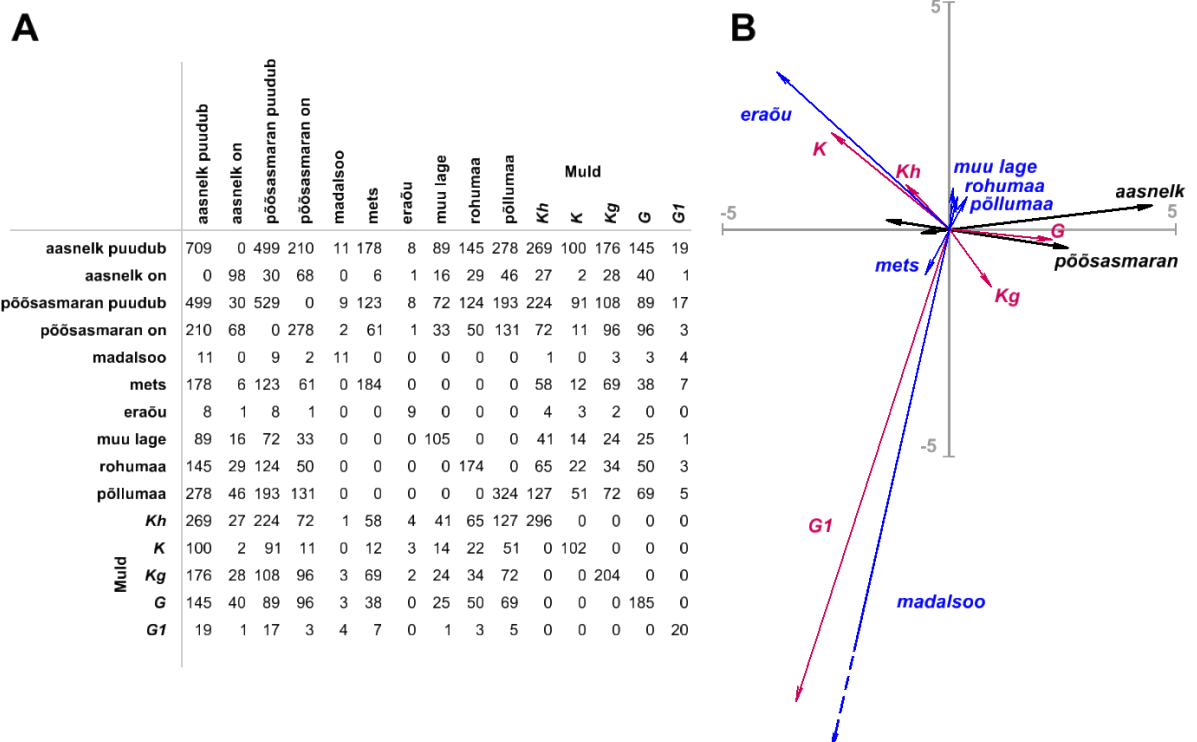 A
aasnelk puudub aasnelk on põõsasmaran puudub põõsasmaran on madalsoo mets eraõu muu lage rohumaa põllumaa Muld Kh K Kg G G1
aasnelk puudub 709 0 499 210 11 178 8 89 145 278 269 100 176 145 19
aasnelk on 0 98 30 68 0 6 1 16 29 46 27 2 28 40 1
põõsasmaran puudub 499 30 529 0 9 123 8 72 124 193 224 91 108 89 17
põõsasmaran on 210 68 0 278 2 61 1 33 50 131 72 11 96 96 3
madalsoo 11 0 9 2 11 0 0 0 0 0 1 0 3 3 4
mets 178 6 123 61 0 184 0 0 0 0 58 12 69 38 7
eraõu 8 1 8 1 0 0 9 0 0 0 4 3 2 0 0
muu lage 89 16 72 33 0 0 0 105 0 0 41 14 24 25 1
rohumaa 145 29 124 50 0 0 0 0 174 0 65 22 34 50 3
põllumaa 278 46 193 131 0 0 0 0 0 324 127 51 72 69 5
Muld
Kh 269 27 224 72 1 58 4 41 65 127 296 0 0 0 0
K 100 2 91 11 0 12 3 14 22 51 0 102 0 0 0
Kg 176 28 108 96 3 69 2 24 34 72 0 0 204 0 0
G 145 40 89 96 3 38 0 25 50 69 0 0 0 185 0
G1 19 1 17 3 4 7 0 1 3 5 0 0 0 0 20
B
5
eraõu
K
Kh
muu lage
rohumaa
põllumaa
aasnelk
-5
5
G
põõsasmaran
mets
Kg
-5
G1
madalsoo